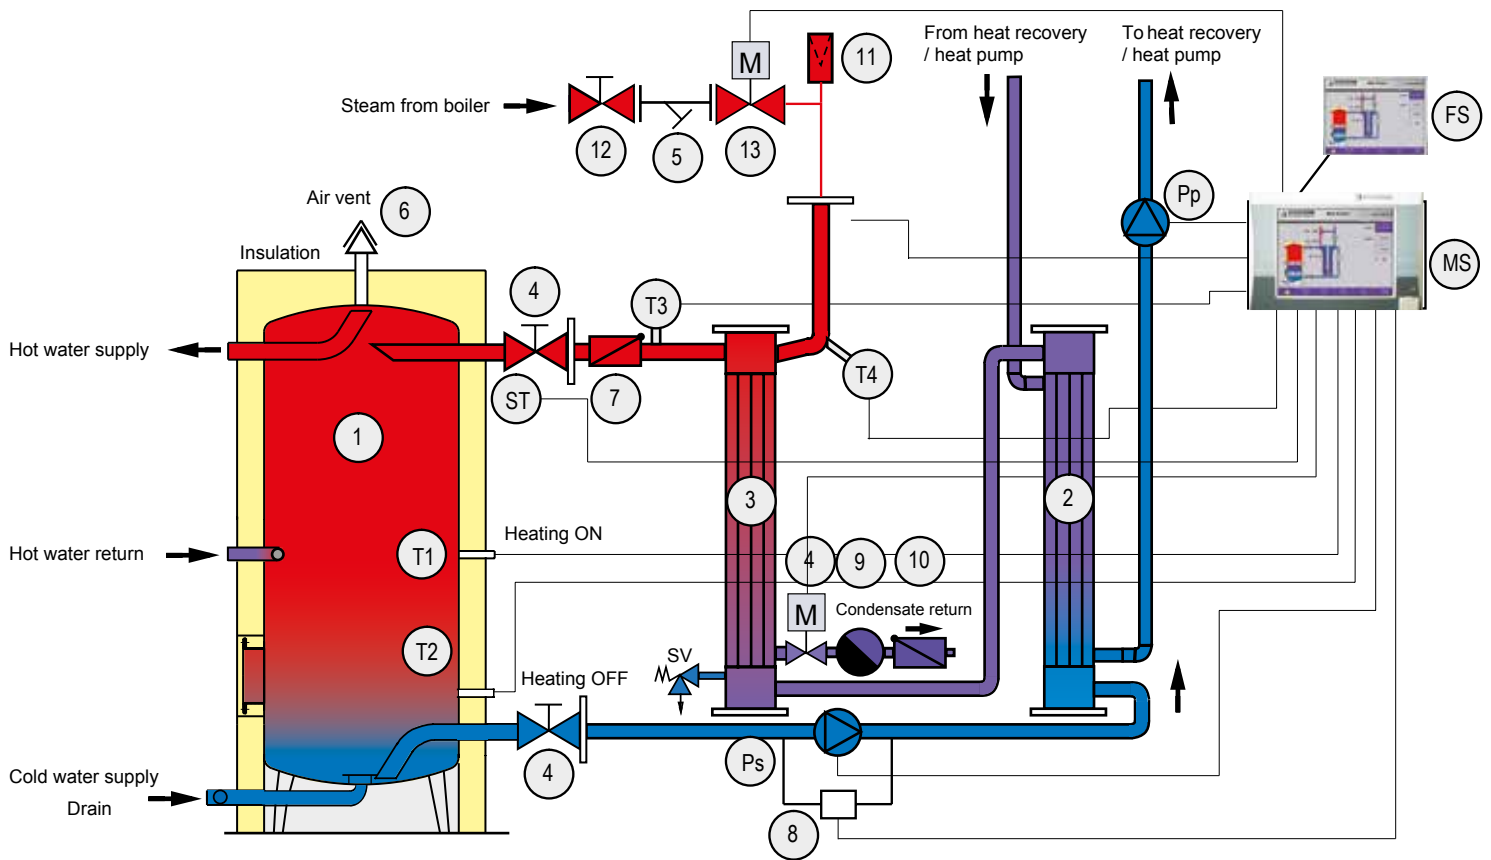 From heat recovery
/ heat pump
To heat recovery
/ heat pump
M
11
Steam from boiler
FS
12
5
13
Pp
Air vent
6
Insulation
MS
4
T3
Hot water supply
T4
ST
7
1
3
2
Heating ON
Hot water return
T1
4
9
10
M
Condensate return
T2
SV
Heating OFF
Ps
4
Cold water supply
Drain
8